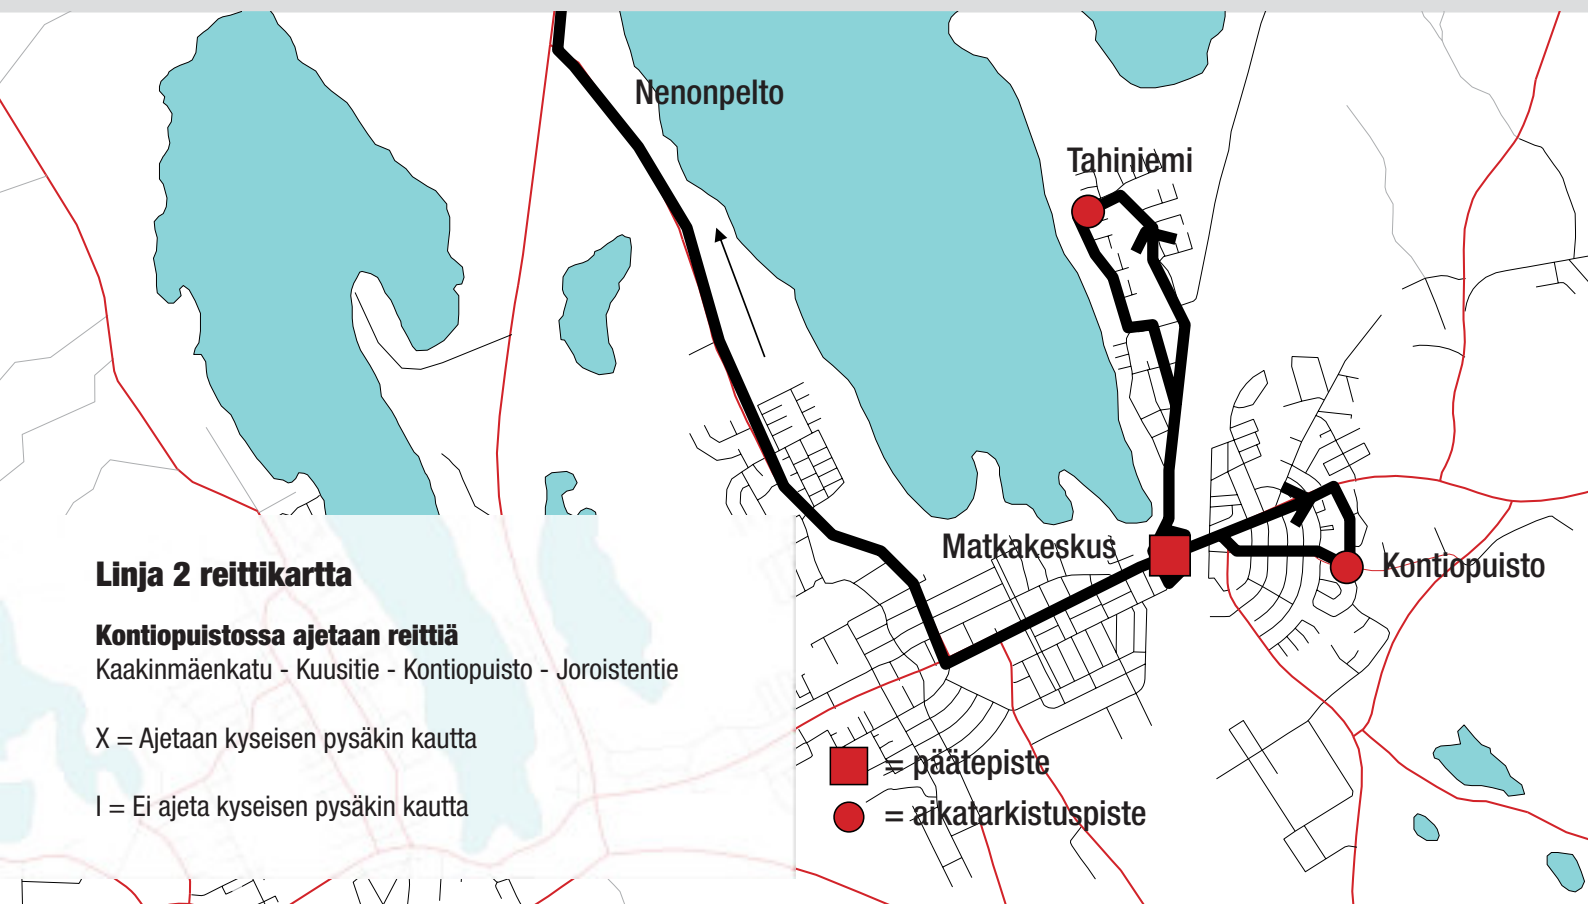 Nenonpelto
Tahiniemi
Matkakeskus
Kontiopuisto
Linja 2 reittikartta
Kontiopuistossa ajetaan reittiä
Kaakinmäenkatu - Kuusitie - Kontiopuisto - Joroistentie
X = Ajetaan kyseisen pysäkin kautta
I = Ei ajeta kyseisen pysäkin kautta
= päätepiste
= aikatarkistuspiste